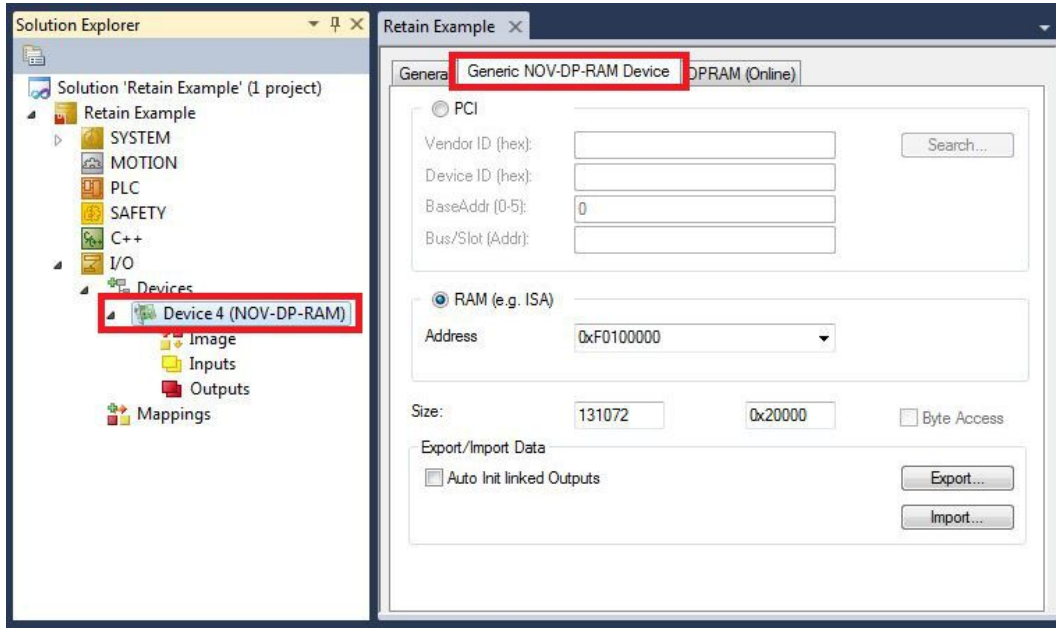 Solution Explorer
Solution 'Retain Example' (1 project)
Retain Example
SYSTEM
MOTION
PLC
SAFETY
C++
I/O
Devices
Device 4 (NOV-DP-RAM)
Image
Inputs
Outputs
Mappings
Retain Example
Genera Generic NOV-DP-RAM Device DPRAM (Online)
PCI
Vendor ID (hex): Search...
Device ID (hex):
BaseAddr (0-5): 0
Bus/Slot (Addr):
RAM (e.g. ISA)
Address 0xF0100000
Size: 131072 0x20000 Byte Access
Export/Import Data
Auto Init linked Outputs Export...
Import...